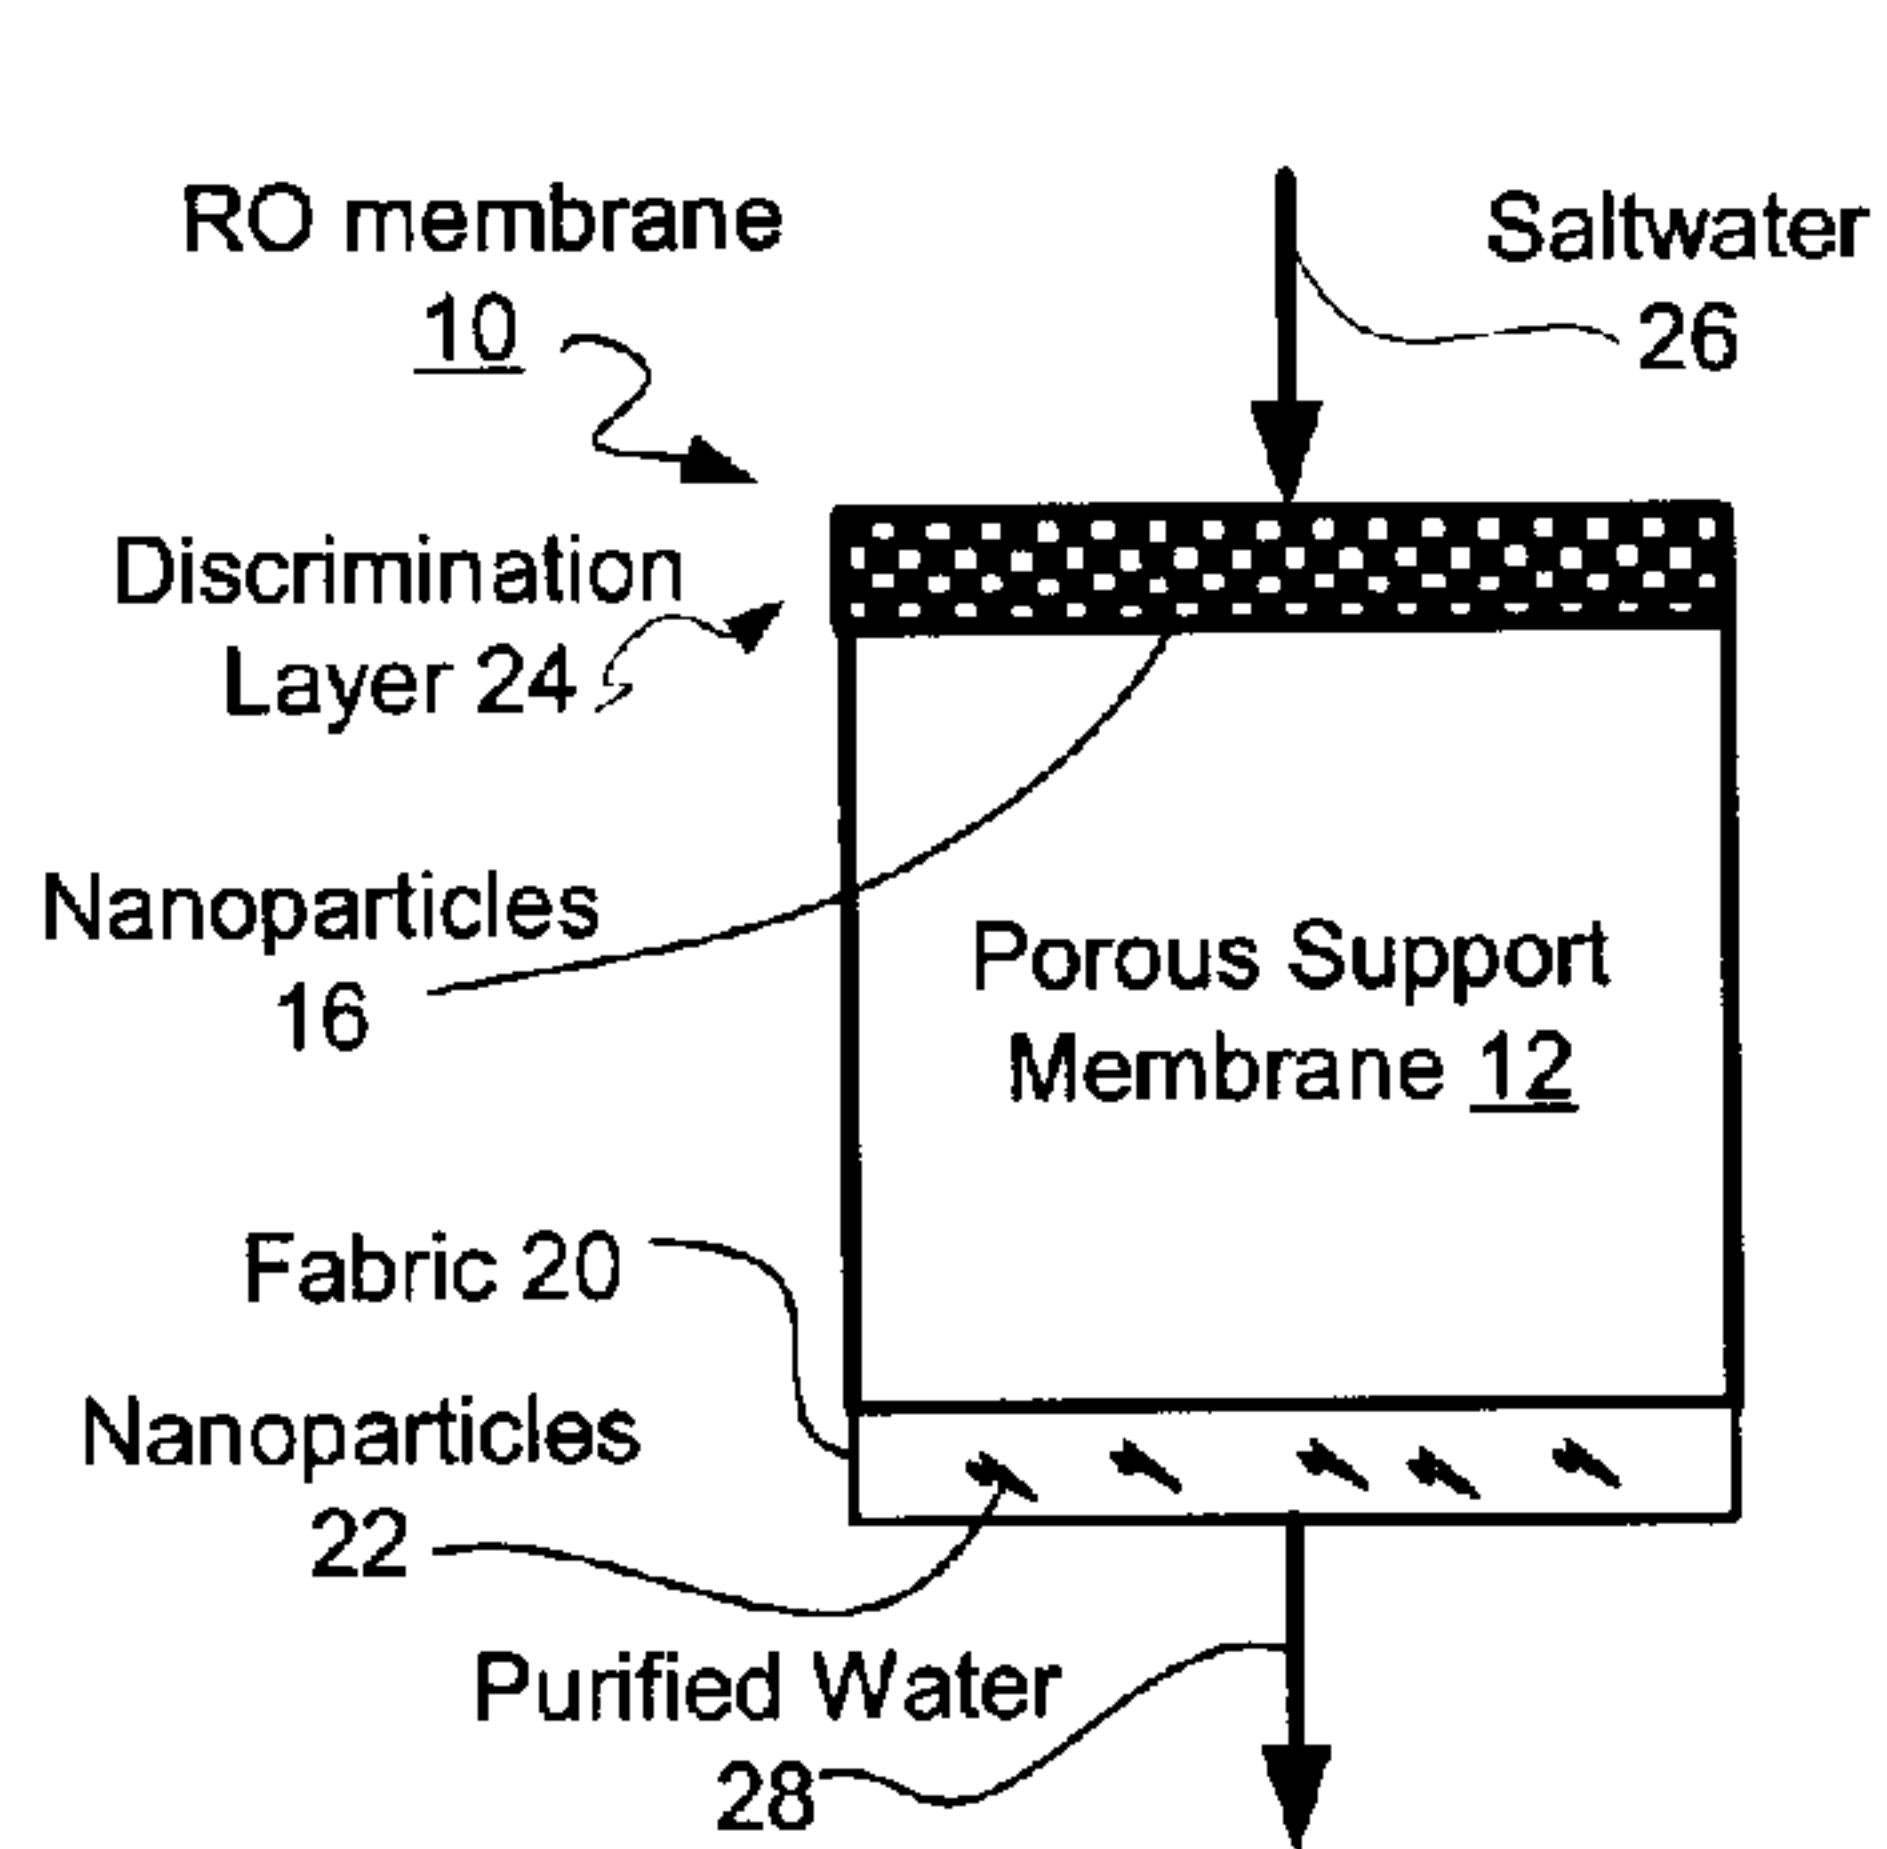 RO membrane
10
Saltwater
26
Discrimination
Layer 24
Nanoparticles
16
Porous Support
Membrane 12
Fabric 20
Nanoparticles
22
Purified Water
28